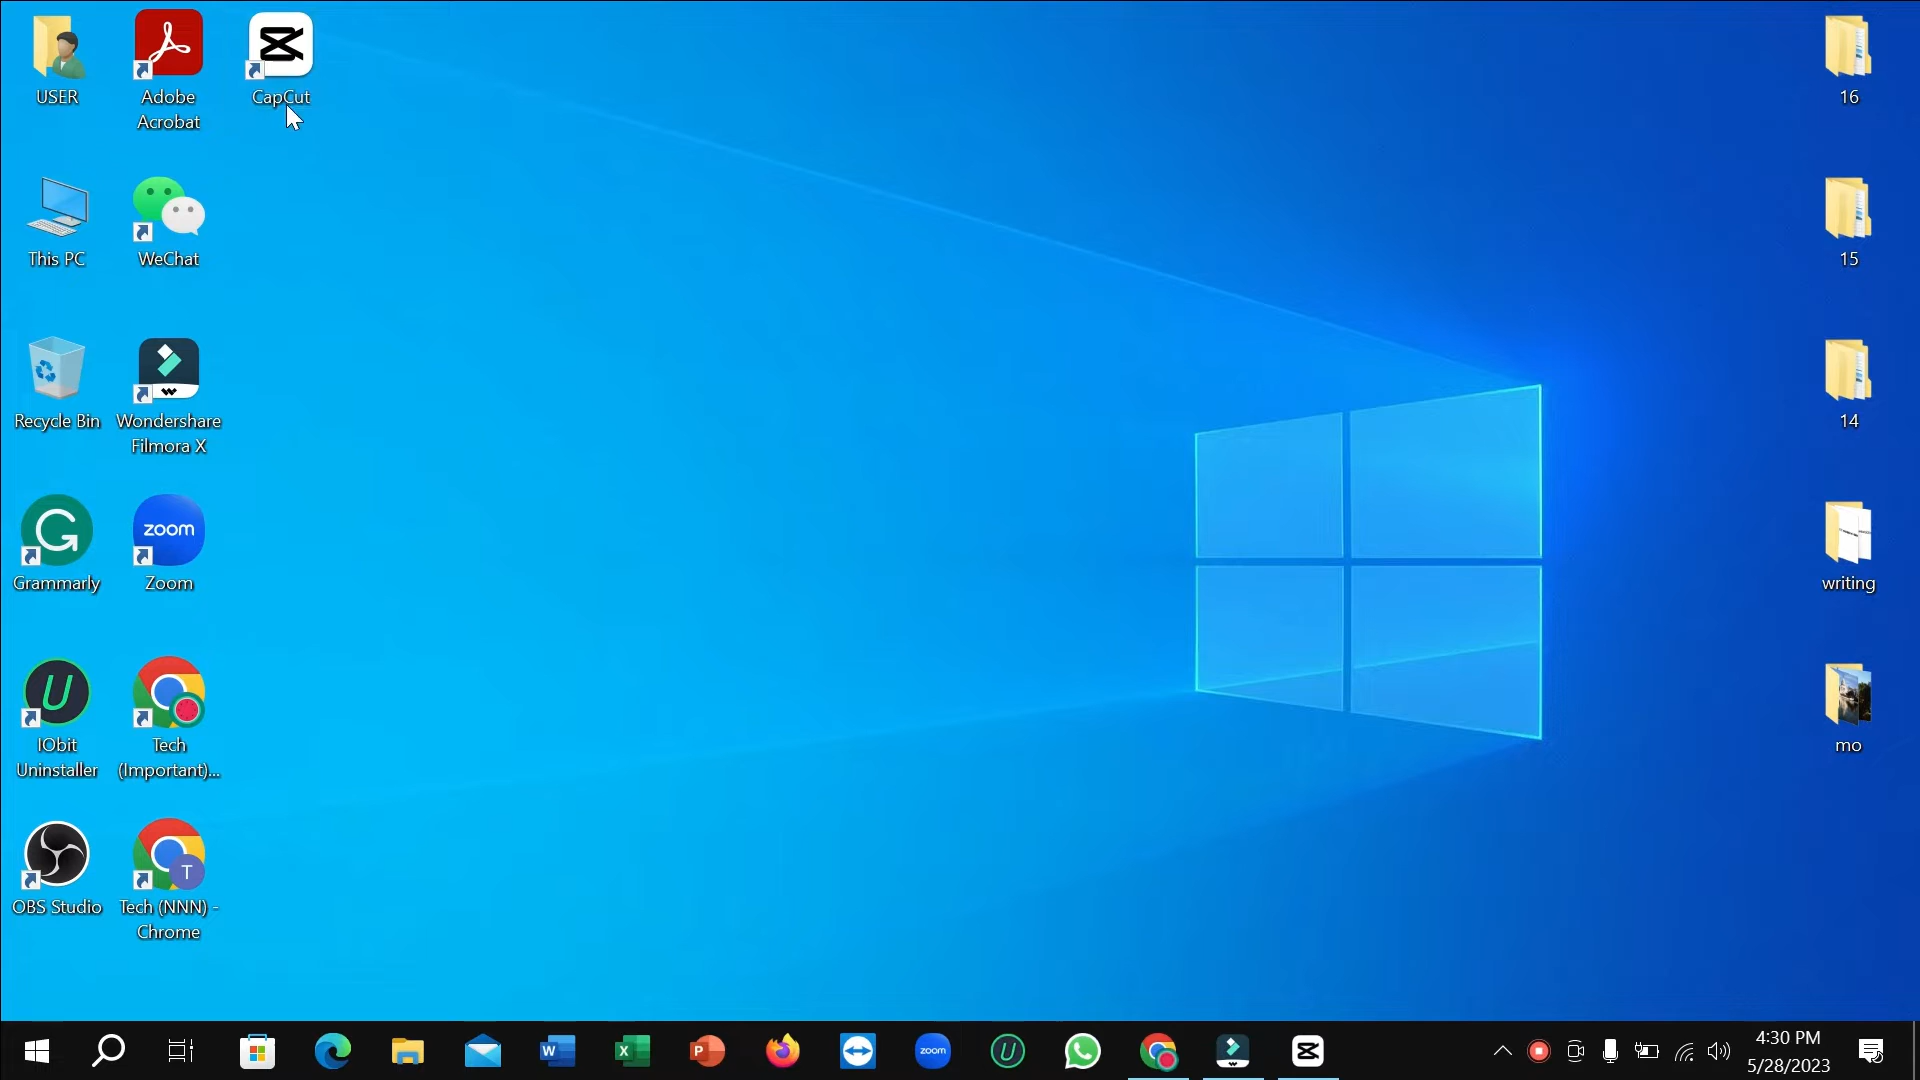 USER
Adobe
Acrobat
CapCut
This PC
WeChat
Recycle Bin
Wondershare
Filmora X
Grammarly
zoom
Zoom
IObit
Uninstaller
Tech
(Important)...
OBS Studio
T
Tech (NNN) -
Chrome
16
15
14
writing
mo
W
X
P
zoom
4:30 PM
5/28/2023